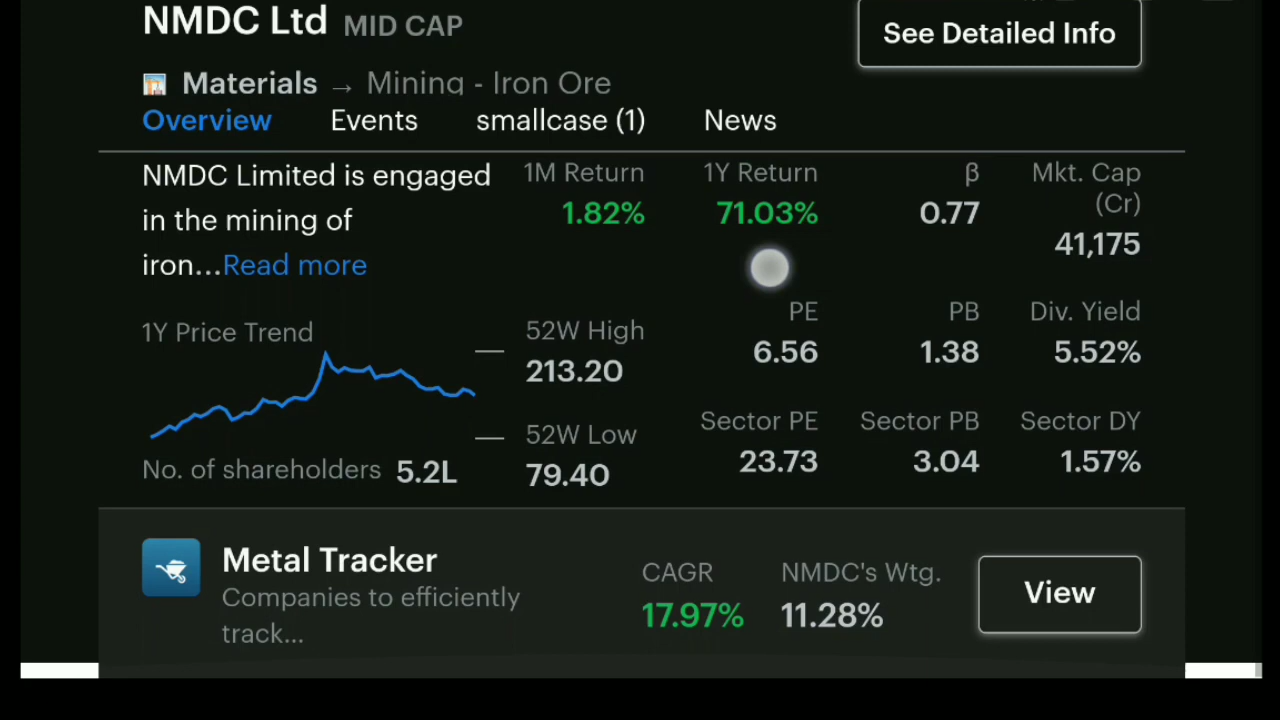 NMDC Ltd MID CAP
See Detailed Info
Materials → Mining - Iron Ore
Overview Events smallcase (1) News
NMDC Limited is engaged
in the mining of
iron...Read more
1M Return 1Y Return β Mkt. Cap
(Cr)
1.82% 71.03% 0.77 41,175
1Y Price Trend
52W High
213.20
PE PB Div. Yield
6.56 1.38 5.52%
52W Low
79.40
Sector PE Sector PB Sector DY
23.73 3.04 1.57%
No. of shareholders 5.2L
Metal Tracker
Companies to efficiently
track...
CAGR NMDC's Wtg.
17.97% 11.28%
View